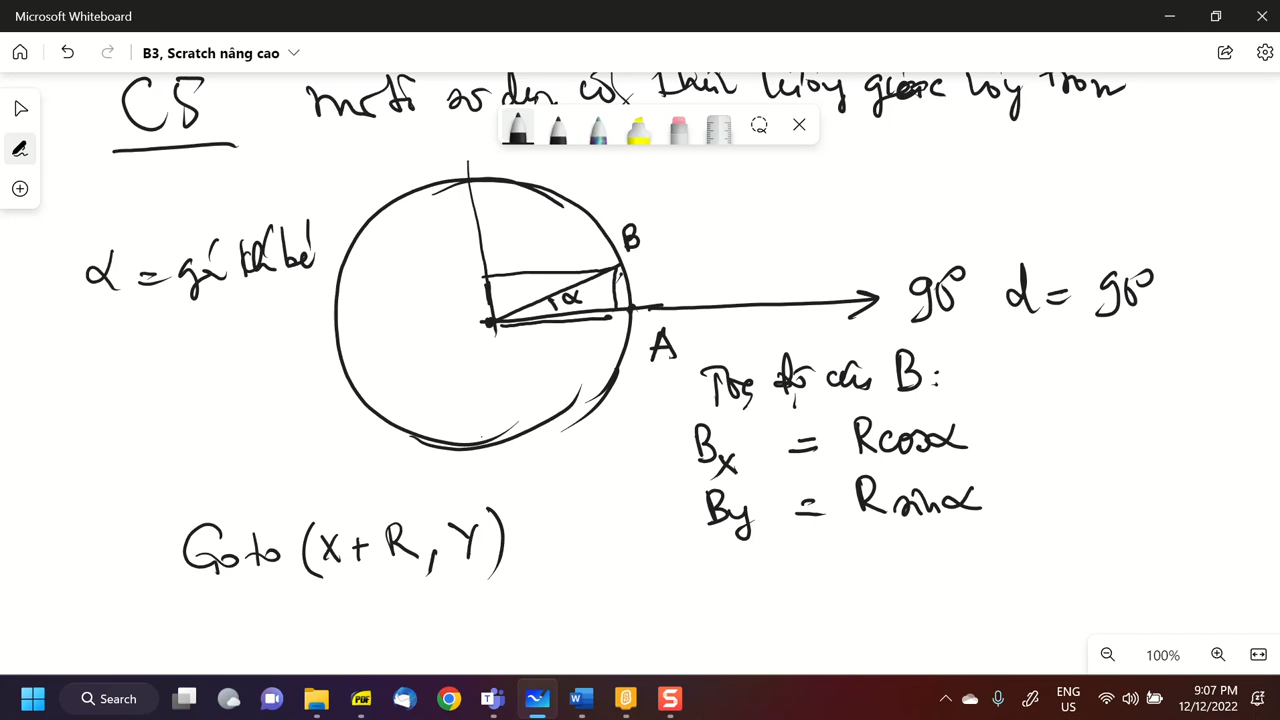 Microsoft Whiteboard
B3, Scratch nâng cao
C5
α = giá trị bé
B
α
A
90° α = 90°
Tọa độ của B:
Bx = Rcosα
By = Rsinα
Goto (X + R, Y)
100%
Search
ENG
US
9:07 PM
12/12/2022